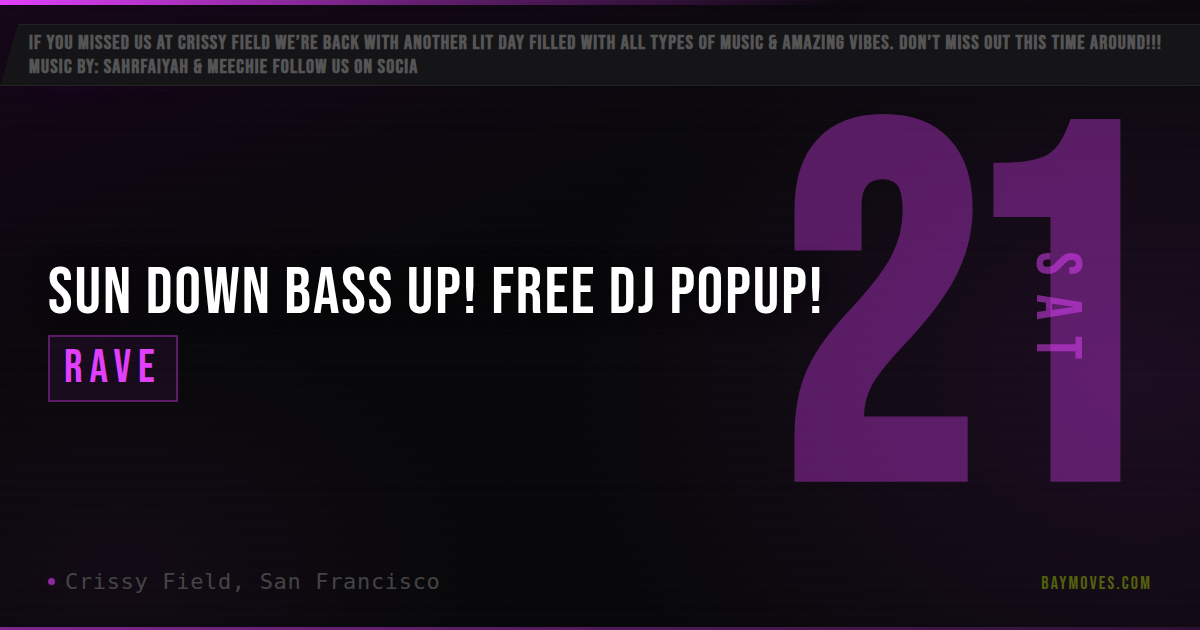 IF YOU MISSED US AT CRISSY FIELD WE'RE BACK WITH ANOTHER LIT DAY FILLED WITH ALL TYPES OF MUSIC & AMAZING VIBES. DON'T MISS OUT THIS TIME AROUND!!!
MUSIC BY: SAHRFAIYAH & MEECHIE FOLLOW US ON SOCIA
21
SAT
SUN DOWN BASS UP! FREE DJ POPUP!
RAVE
Crissy Field, San Francisco
BAYMOVES.COM